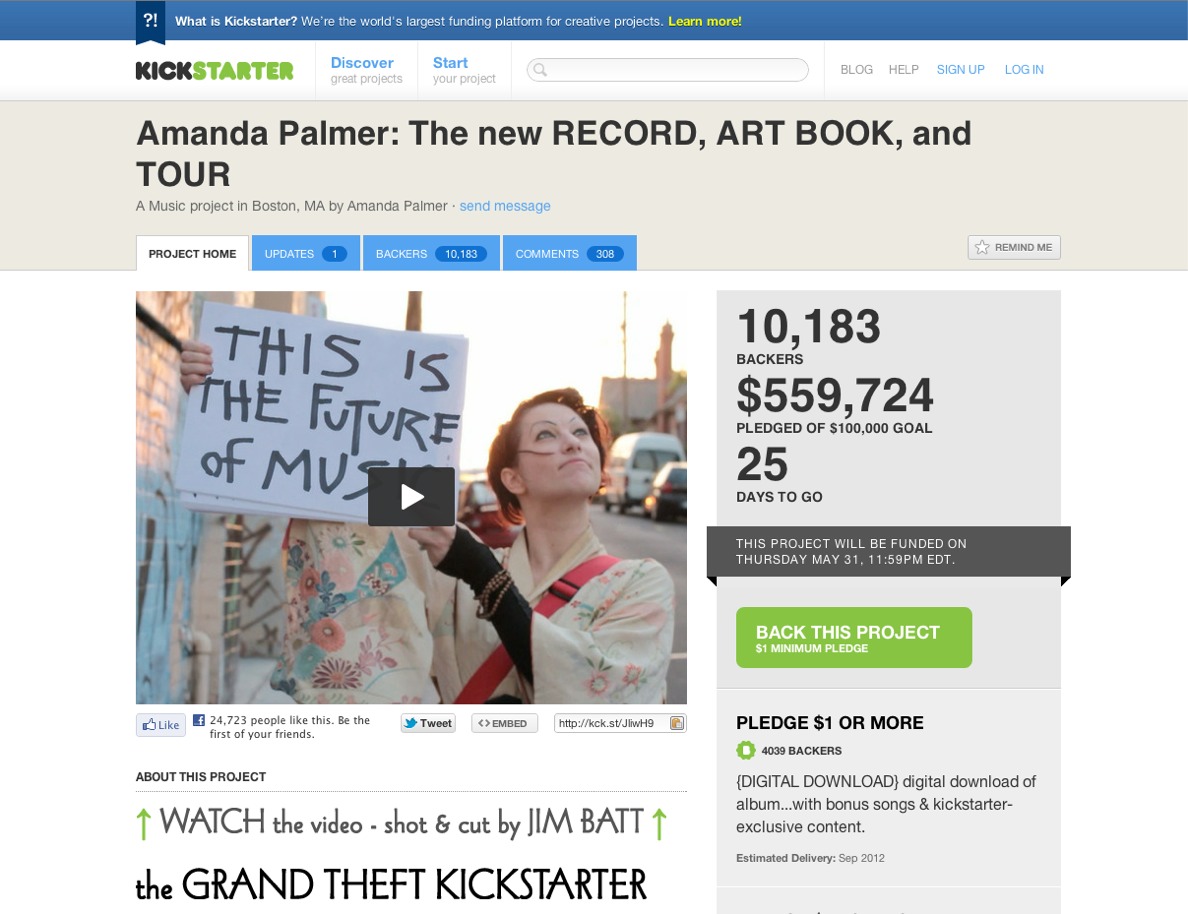 ?!
What is Kickstarter? We're the world's largest funding platform for creative projects. Learn more!
KICKSTARTER
Discover
great projects
Start
your project
BLOG HELP SIGN UP LOG IN
Amanda Palmer: The new RECORD, ART BOOK, and
TOUR
A Music project in Boston, MA by Amanda Palmer · send message
PROJECT HOME
UPDATES 1
BACKERS 10,183
COMMENTS 308
REMIND ME
THIS IS
THE FUTURE
of MUSIC
10,183
BACKERS
$559,724
PLEDGED OF $100,000 GOAL
25
DAYS TO GO
THIS PROJECT WILL BE FUNDED ON
THURSDAY MAY 31, 11:59PM EDT.
BACK THIS PROJECT
$1 MINIMUM PLEDGE
Like
24,723 people like this. Be the
first of your friends.
Tweet
<> EMBED
http://kck.st/JliwH9
ABOUT THIS PROJECT
↑ WATCH the video - shot & cut by JIM BATT ↑
the GRAND THEFT KICKSTARTER
PLEDGE $1 OR MORE
4039 BACKERS
{DIGITAL DOWNLOAD} digital download of
album...with bonus songs & kickstarter-
exclusive content.
Estimated Delivery: Sep 2012